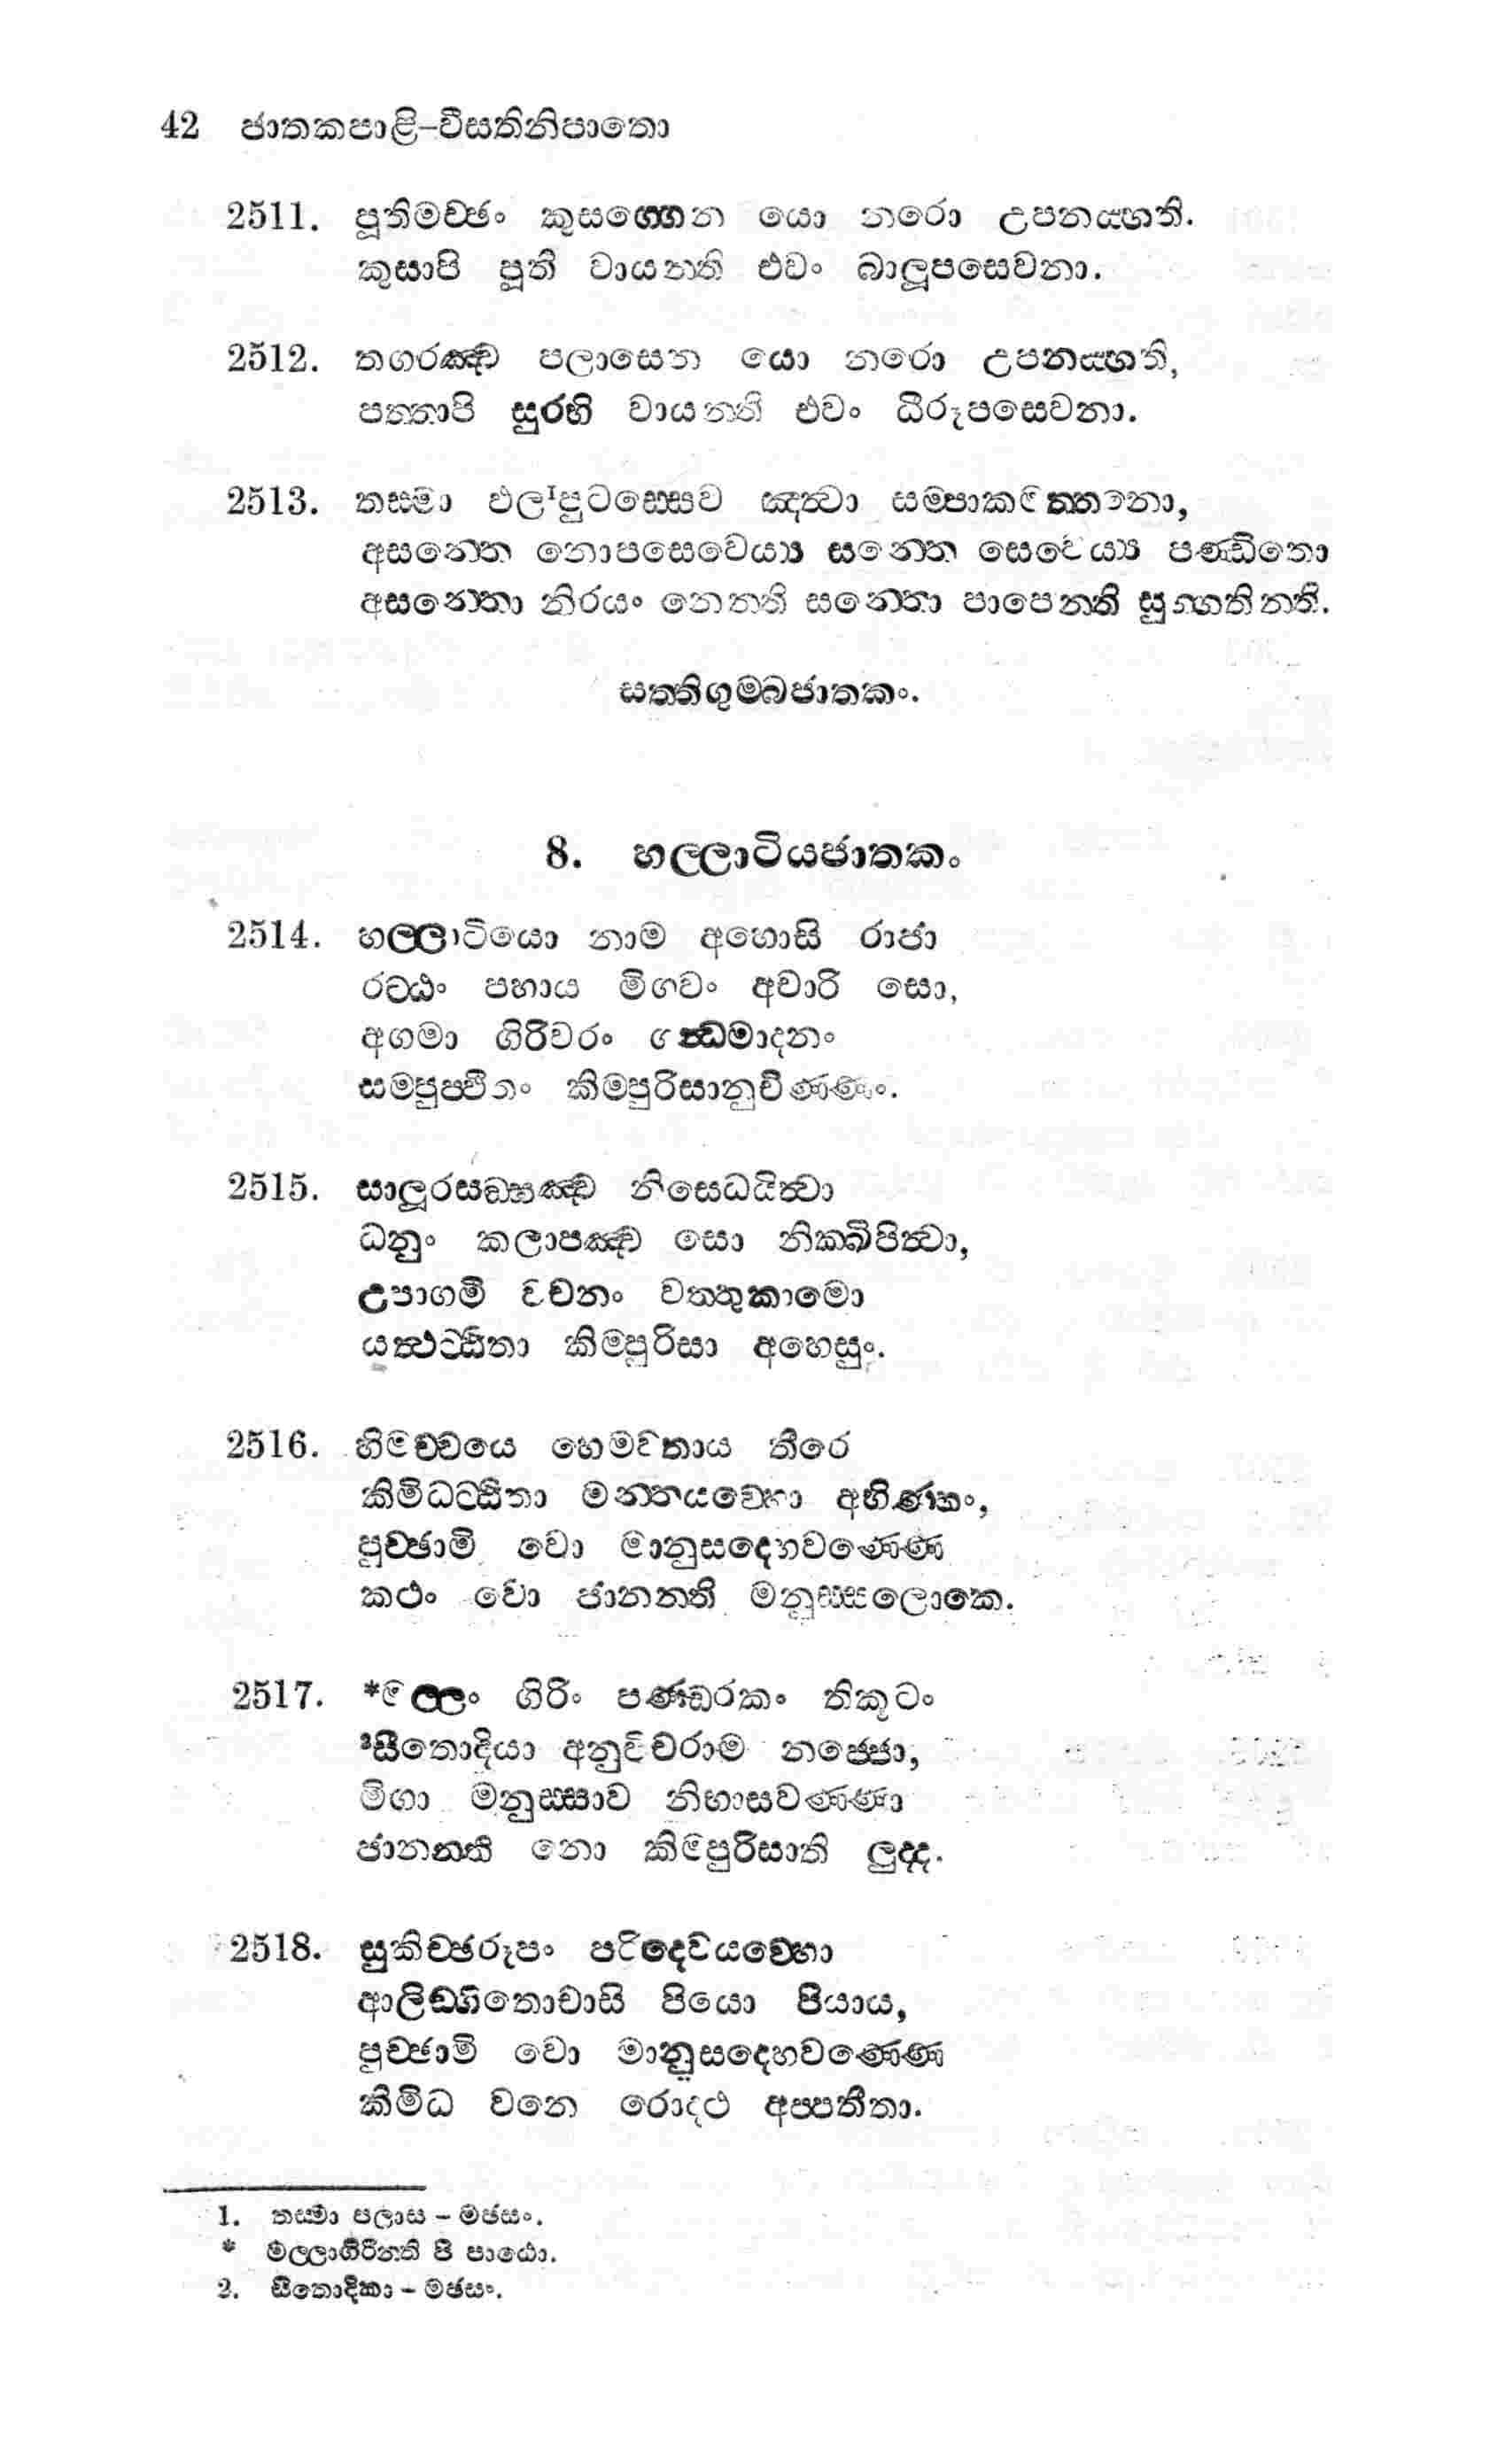 42 ජාතකපාළි–වීසතිනිපාතො
2511. පූතිමච්ඡං කුසග්ගෙන යො නරො උපනය්හති.
කුසාපි පූති වායන්ති එවං බාලූපසෙවනා.
2512. තගරඤ්ච පලාසෙන යො නරො උපනය්හති,
පත්තාපි සුරභි වායන්ති එවං ධීරූපසෙවනා.
2513. තස්මා ඵල¹පුටස්සෙව ඤත්වා සම්පාකමත්තනො,
අසන්තෙ නොපසෙවෙය්‍ය සන්තෙ සෙවෙය්‍ය පණ්ඩිතො
අසන්තො නිරයං නෙන්ති සන්තො පාපෙන්ති සුග්ගතින්ති.
සත්තිගුම්බජාතකං.
8. භල්ලාටියජාතකං
2514. භල්ලාටියො නාම අහොසි රාජා
රට්ඨං පහාය මිගවං අචාරි සො,
අගමා ගිරිවරං ගන්ධමාදනං
සම්පුප්ඵිතං කිම්පුරිසානුචිණ්ණං.
2515. සාලූරසඞ්ඝඤ්ච නිසෙධයිත්වා
ධනුං කලාපඤ්ච සො නික්ඛිපිත්වා,
උපාගමි වචනං වත්තුකාමො
යත්ථට්ඨිතා කිම්පුරිසා අහෙසුං.
2516. හිමච්චයෙ හෙමවතාය තීරෙ
කිමිධට්ඨිතා මන්තයව්හො අභිණ්හං,
පුච්ඡාමි වො මානුසදෙහවණ්ණෙ
කථං වො ජානන්ති මනුස්සලොකෙ.
2517. *මල්ලං ගිරිං පණ්ඩරකං තිකූටං
²සීතොදියා අනුවිචරාම නජ්ජො,
මිගා මනුස්සාව නිභාසවණ්ණා
ජානන්ති නො කිම්පුරිසාති ලුද්ද.
2518. සුකිච්ඡරූපං පරිදෙවයව්හො
ආලිඞ්ගිතොචාසි පියො පියාය,
පුච්ඡාමි වො මානුසදෙහවණ්ණෙ
කිමිධ වනෙ රොදථ අප්පතීතා.
1. තස්මා පලාස – මඡසං.
* මල්ලාගිරින්ති පි පාඨො.
2. සීතොදිකා – මඡසං.